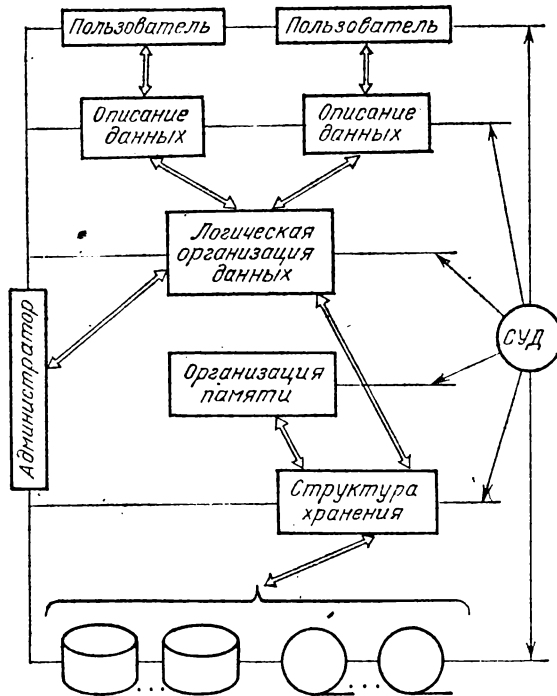 Пользователь
Пользователь
Описание
данных
Описание
данных
Логическая
организация
данных
Администратор
СУД
Организация
памяти
Структура
хранения
...
...